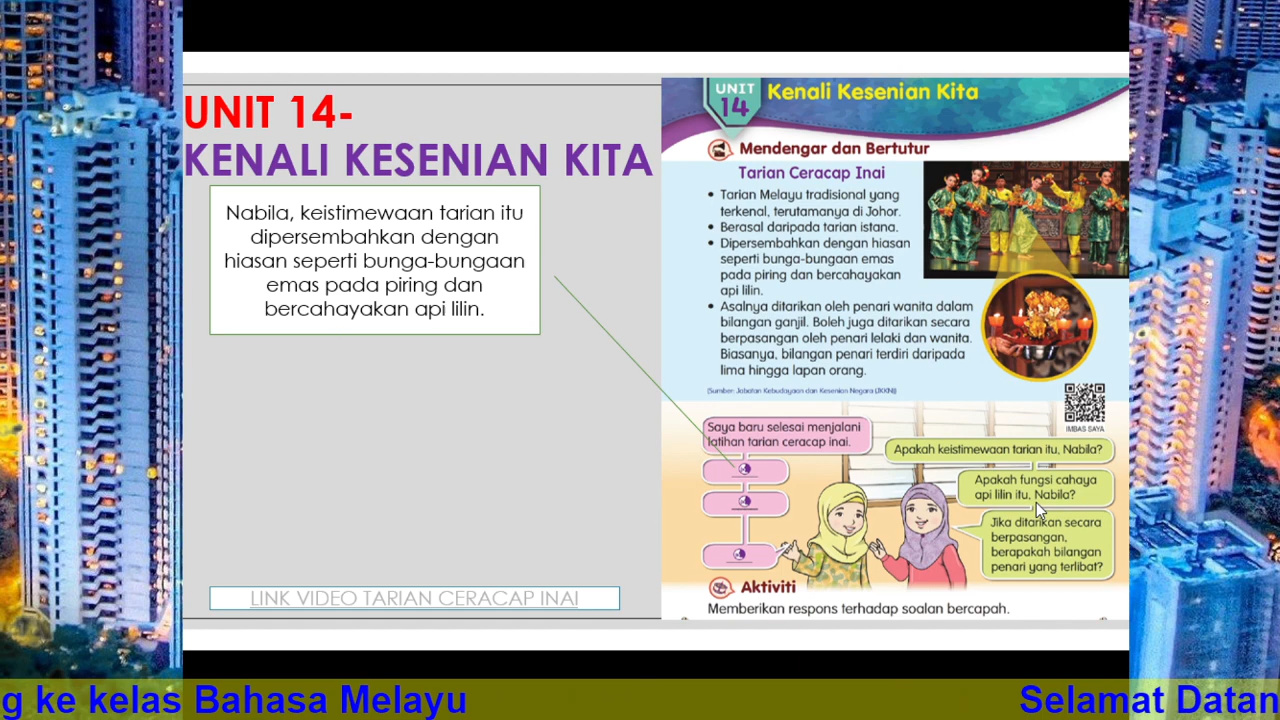 UNIT 14-
KENALI KESENIAN KITA
Nabila, keistimewaan tarian itu
dipersembahkan dengan
hiasan seperti bunga-bungaan
emas pada piring dan
bercahayakan api lilin.
LINK VIDEO TARIAN CERACAP INAI
UNIT
14
Kenali Kesenian Kita
Mendengar dan Bertutur
Tarian Ceracap Inai
• Tarian Melayu tradisional yang
terkenal, terutamanya di Johor.
• Berasal daripada tarian istana.
• Dipersembahkan dengan hiasan
seperti bunga-bungaan emas
pada piring dan bercahayakan
api lilin.
• Asalnya ditarikan oleh penari wanita dalam
bilangan ganjil. Boleh juga ditarikan secara
berpasangan oleh penari lelaki dan wanita.
Biasanya, bilangan penari terdiri daripada
lima hingga lapan orang.
(Sumber: Jabatan Kebudayaan dan Kesenian Negara (JKKN))
IMBAS SAYA
Saya baru selesai menjalani
latihan tarian ceracap inai.
Apakah keistimewaan tarian itu, Nabila?
Apakah fungsi cahaya
api lilin itu, Nabila?
Jika ditarikan secara
berpasangan,
berapakah bilangan
penari yang terlibat?
Aktiviti
Memberikan respons terhadap soalan bercapah.
g ke kelas Bahasa Melayu
Selamat Datan